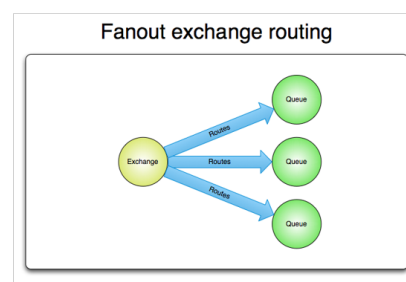 Fanout exchange routing
Queue
Routes
Exchange
Routes
Queue
Routes
Queue